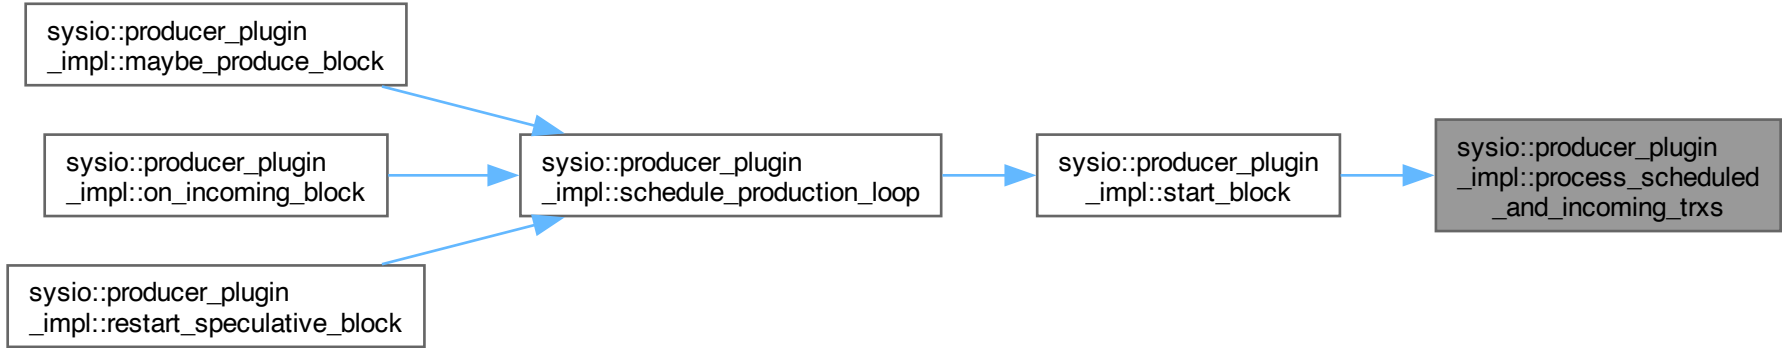 sysio::producer_plugin
_impl::maybe_produce_block
sysio::producer_plugin
_impl::on_incoming_block
sysio::producer_plugin
_impl::restart_speculative_block
sysio::producer_plugin
_impl::schedule_production_loop
sysio::producer_plugin
_impl::start_block
sysio::producer_plugin
_impl::process_scheduled
_and_incoming_trxs